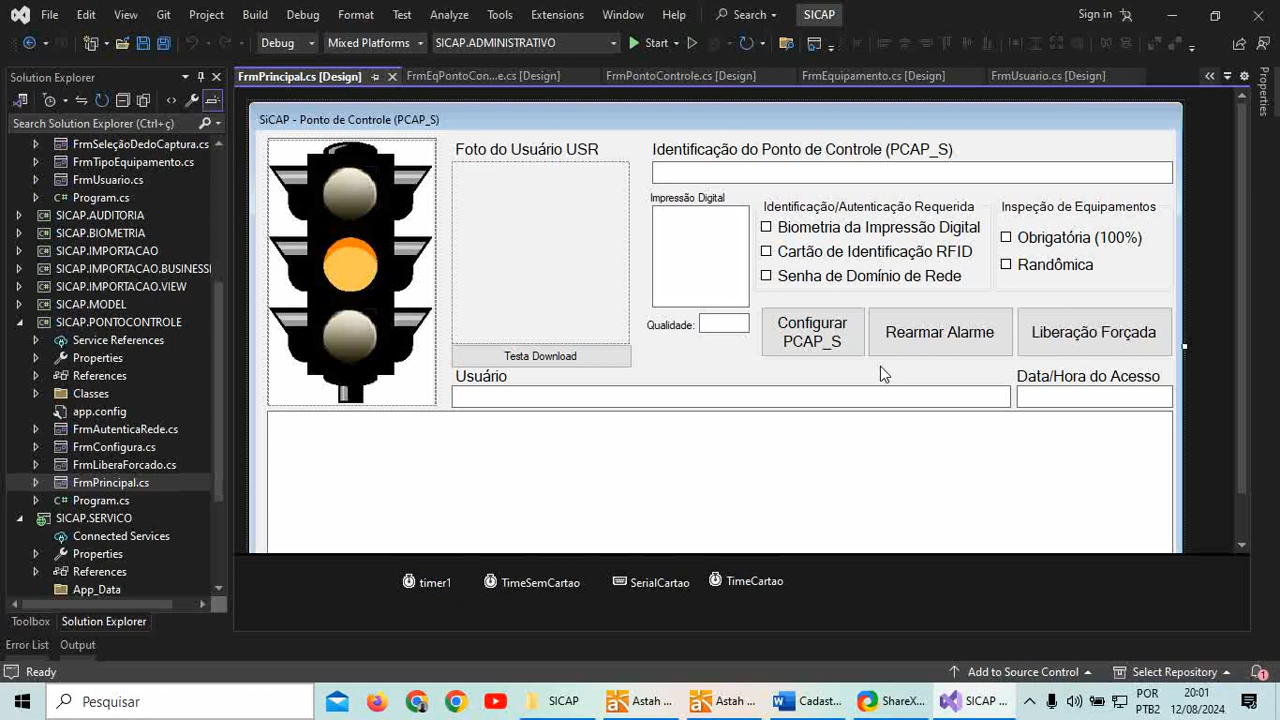 File Edit View Git Project Build Debug Format Test Analyze Tools Extensions Window Help Search SICAP Sign in
Debug Mixed Platforms SICAP.ADMINISTRATIVO Start
Solution Explorer
FrmPrincipal.cs [Design] FrmEqPontoCon...e.cs [Design] FrmPontoControle.cs [Design] FrmEquipamento.cs [Design] FrmUsuario.cs [Design]
Properties
Search Solution Explorer (Ctrl+ç)
FrmTipoDedoCaptura.cs
FrmTipoEquipamento.cs
FrmUsuario.cs
Program.cs
SICAP.AUDITORIA
SICAP.BIOMETRIA
SICAP.IMPORTACAO
SICAP.IMPORTACAO.BUSINESSI
SICAP.IMPORTACAO.VIEW
SICAP.MODEL
SICAP.PONTOCONTROLE
Service References
Properties
References
Classes
app.config
FrmAutenticaRede.cs
FrmConfigura.cs
FrmLiberaForcado.cs
FrmPrincipal.cs
Program.cs
SICAP.SERVICO
Connected Services
Properties
References
App_Data
Toolbox Solution Explorer
SiCAP - Ponto de Controle (PCAP_S)
Foto do Usuário USR
Identificação do Ponto de Controle (PCAP_S)
Impressão Digital
Identificação/Autenticação Requerida
Biometria da Impressão Digital
Cartão de Identificação RFID
Senha de Domínio de Rede
Inspeção de Equipamentos
Obrigatória (100%)
Randômica
Qualidade:
Configurar
PCAP_S
Rearmar Alarme
Liberação Forçada
Testa Download
Usuário
Data/Hora do Acesso
timer1 TimeSemCartao SerialCartao TimeCartao
Error List Output
Ready Add to Source Control Select Repository 1
Pesquisar SICAP Astah ... Astah ... Cadast... ShareX... SICAP ... POR
PTB2
20:01
12/08/2024